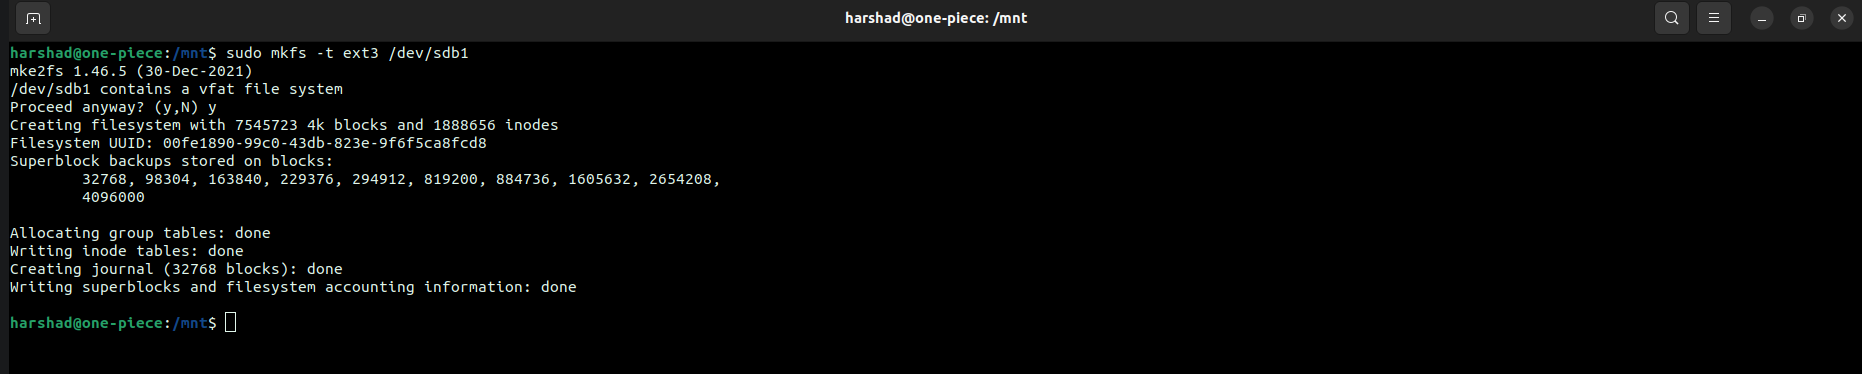 harshad@one-piece: /mnt
harshad@one-piece:/mnt$ sudo mkfs -t ext3 /dev/sdb1
mke2fs 1.46.5 (30-Dec-2021)
/dev/sdb1 contains a vfat file system
Proceed anyway? (y,N) y
Creating filesystem with 7545723 4k blocks and 1888656 inodes
Filesystem UUID: 00fe1890-99c0-43db-823e-9f6f5ca8fcd8
Superblock backups stored on blocks:
        32768, 98304, 163840, 229376, 294912, 819200, 884736, 1605632, 2654208,
        4096000
Allocating group tables: done
Writing inode tables: done
Creating journal (32768 blocks): done
Writing superblocks and filesystem accounting information: done
harshad@one-piece:/mnt$